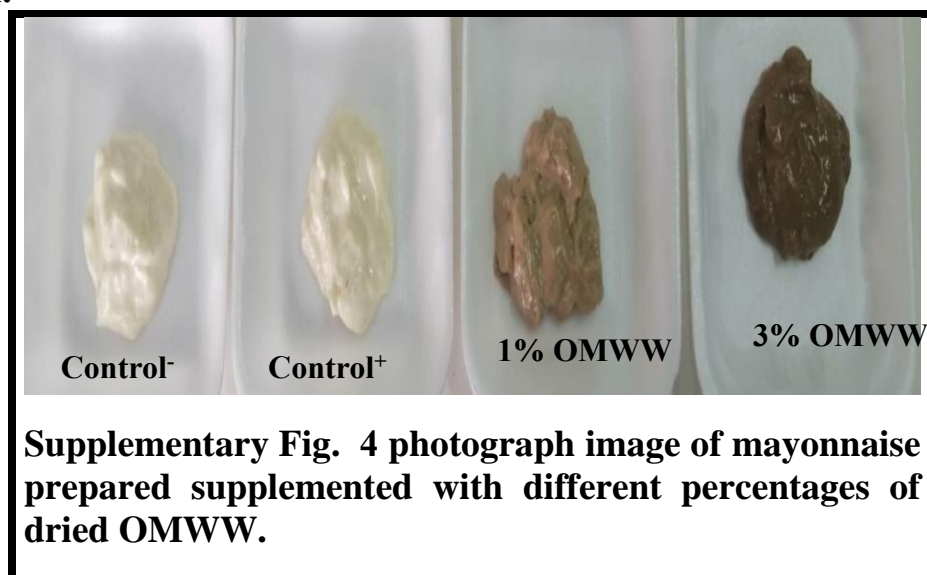 Control⁻ Control⁺ 1% OMWW 3% OMWW
Supplementary Fig. 4 photograph image of mayonnaise
prepared supplemented with different percentages of
dried OMWW.